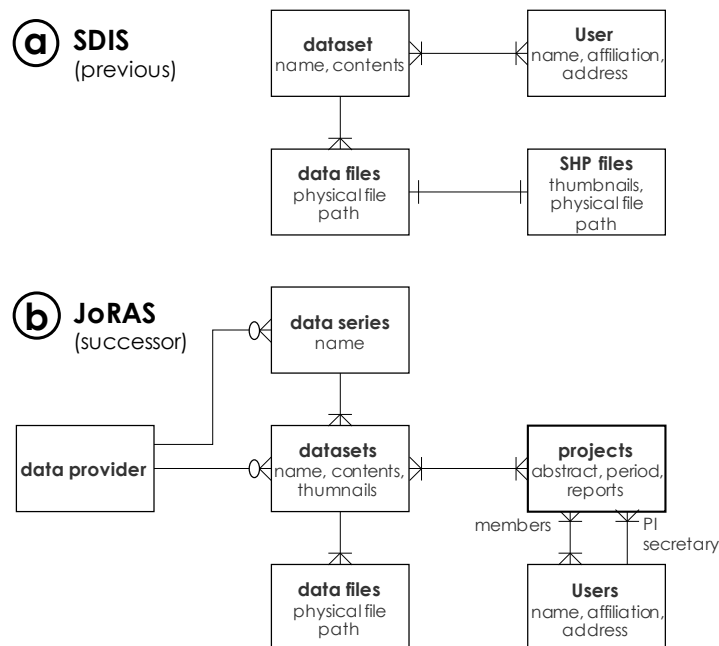 a SDIS
(previous)
dataset
name, contents
User
name, affiliation,
address
data files
physical file
path
SHP files
thumbnails,
physical file
path
b JoRAS
(successor)
data series
name
data provider
datasets
name, contents,
thumnails
projects
abstract, period,
reports
members
PI
secretary
data files
physical file
path
Users
name, affiliation,
address